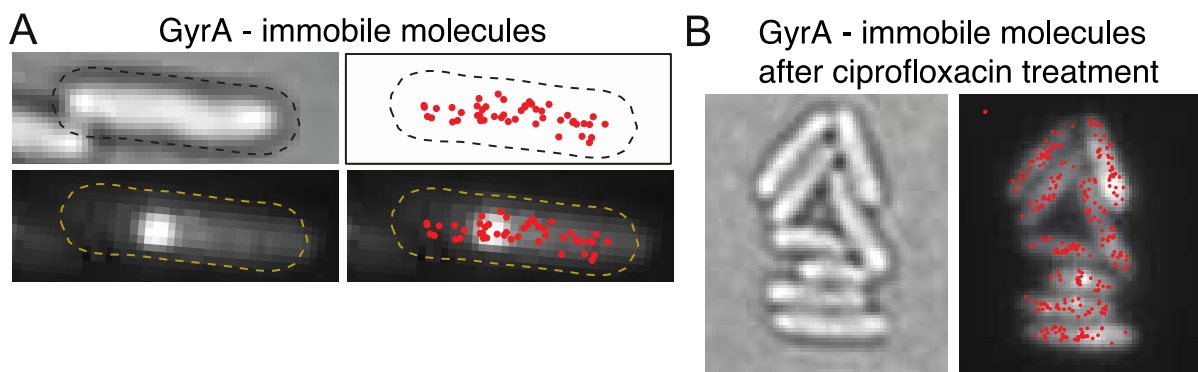 A
GyrA - immobile molecules
B
GyrA - immobile molecules
after ciprofloxacin treatment